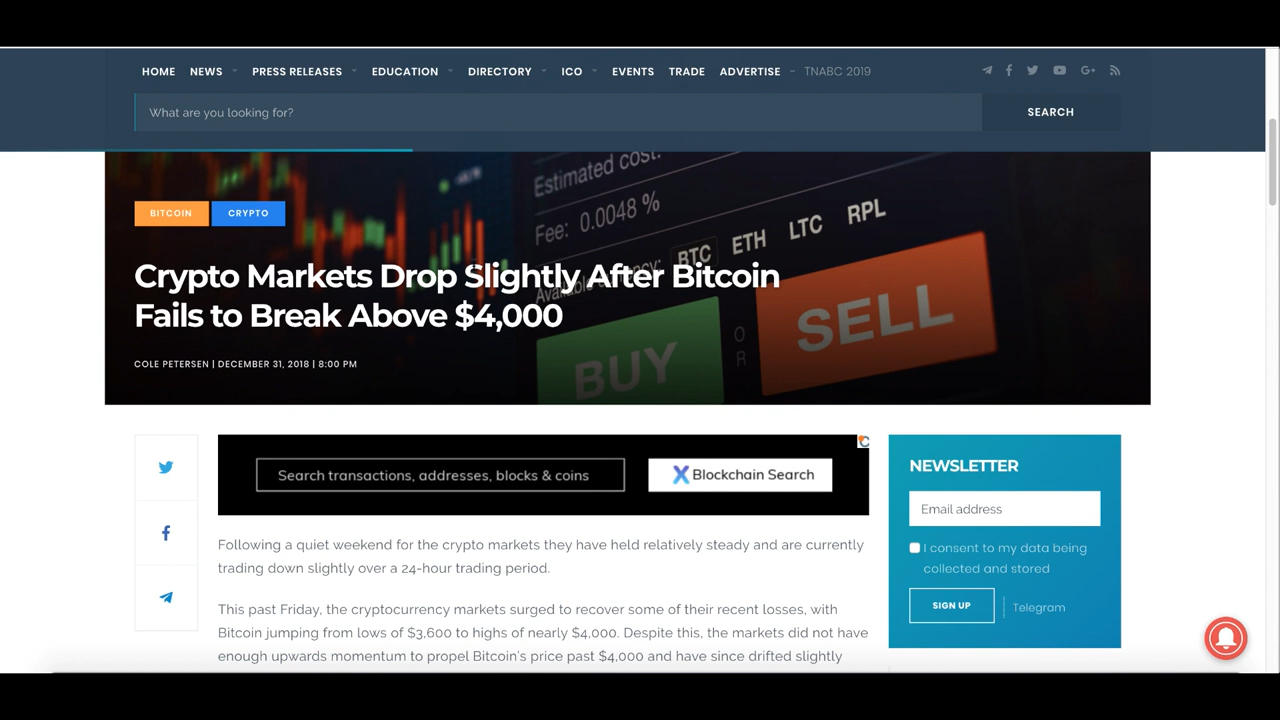 HOME NEWS PRESS RELEASES EDUCATION DIRECTORY ICO EVENTS TRADE ADVERTISE - TNABC 2019
What are you looking for?
SEARCH
Estimated cost:
Fee: 0.0048 %
BTC ETH LTC RPL
BUY
OR
SELL
BITCOIN
CRYPTO
Crypto Markets Drop Slightly After Bitcoin
Fails to Break Above $4,000
COLE PETERSEN | DECEMBER 31, 2018 | 8:00 PM
Search transactions, addresses, blocks & coins
Blockchain Search
Following a quiet weekend for the crypto markets they have held relatively steady and are currently
trading down slightly over a 24-hour trading period.
This past Friday, the cryptocurrency markets surged to recover some of their recent losses, with
Bitcoin jumping from lows of $3,600 to highs of nearly $4,000. Despite this, the markets did not have
enough upwards momentum to propel Bitcoin's price past $4,000 and have since drifted slightly
NEWSLETTER
Email address
I consent to my data being
collected and stored
SIGN UP
Telegram